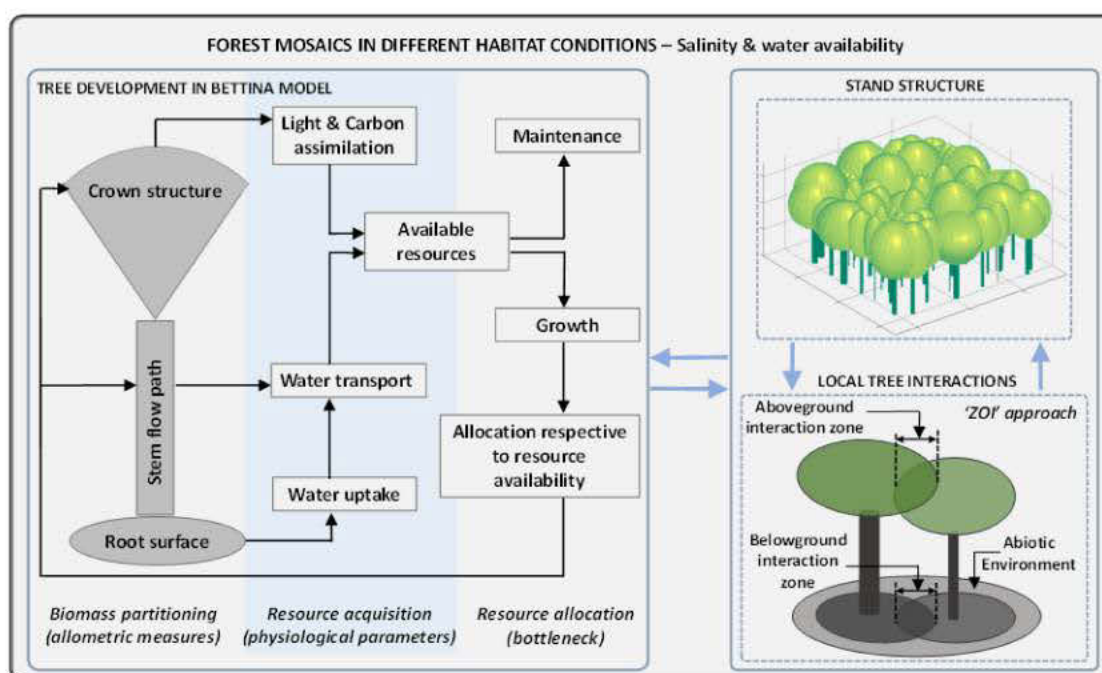 FOREST MOSAICS IN DIFFERENT HABITAT CONDITIONS – Salinity & water availability
TREE DEVELOPMENT IN BETTINA MODEL
Crown structure
Stem flow path
Root surface
Light & Carbon
assimilation
Water transport
Water uptake
Available
resources
Maintenance
Growth
Allocation respective
to resource
availability
Biomass partitioning
(allometric measures)
Resource acquisition
(physiological parameters)
Resource allocation
(bottleneck)
STAND STRUCTURE
LOCAL TREE INTERACTIONS
Aboveground
interaction zone
'ZOI' approach
Belowground
interaction
zone
Abiotic
Environment